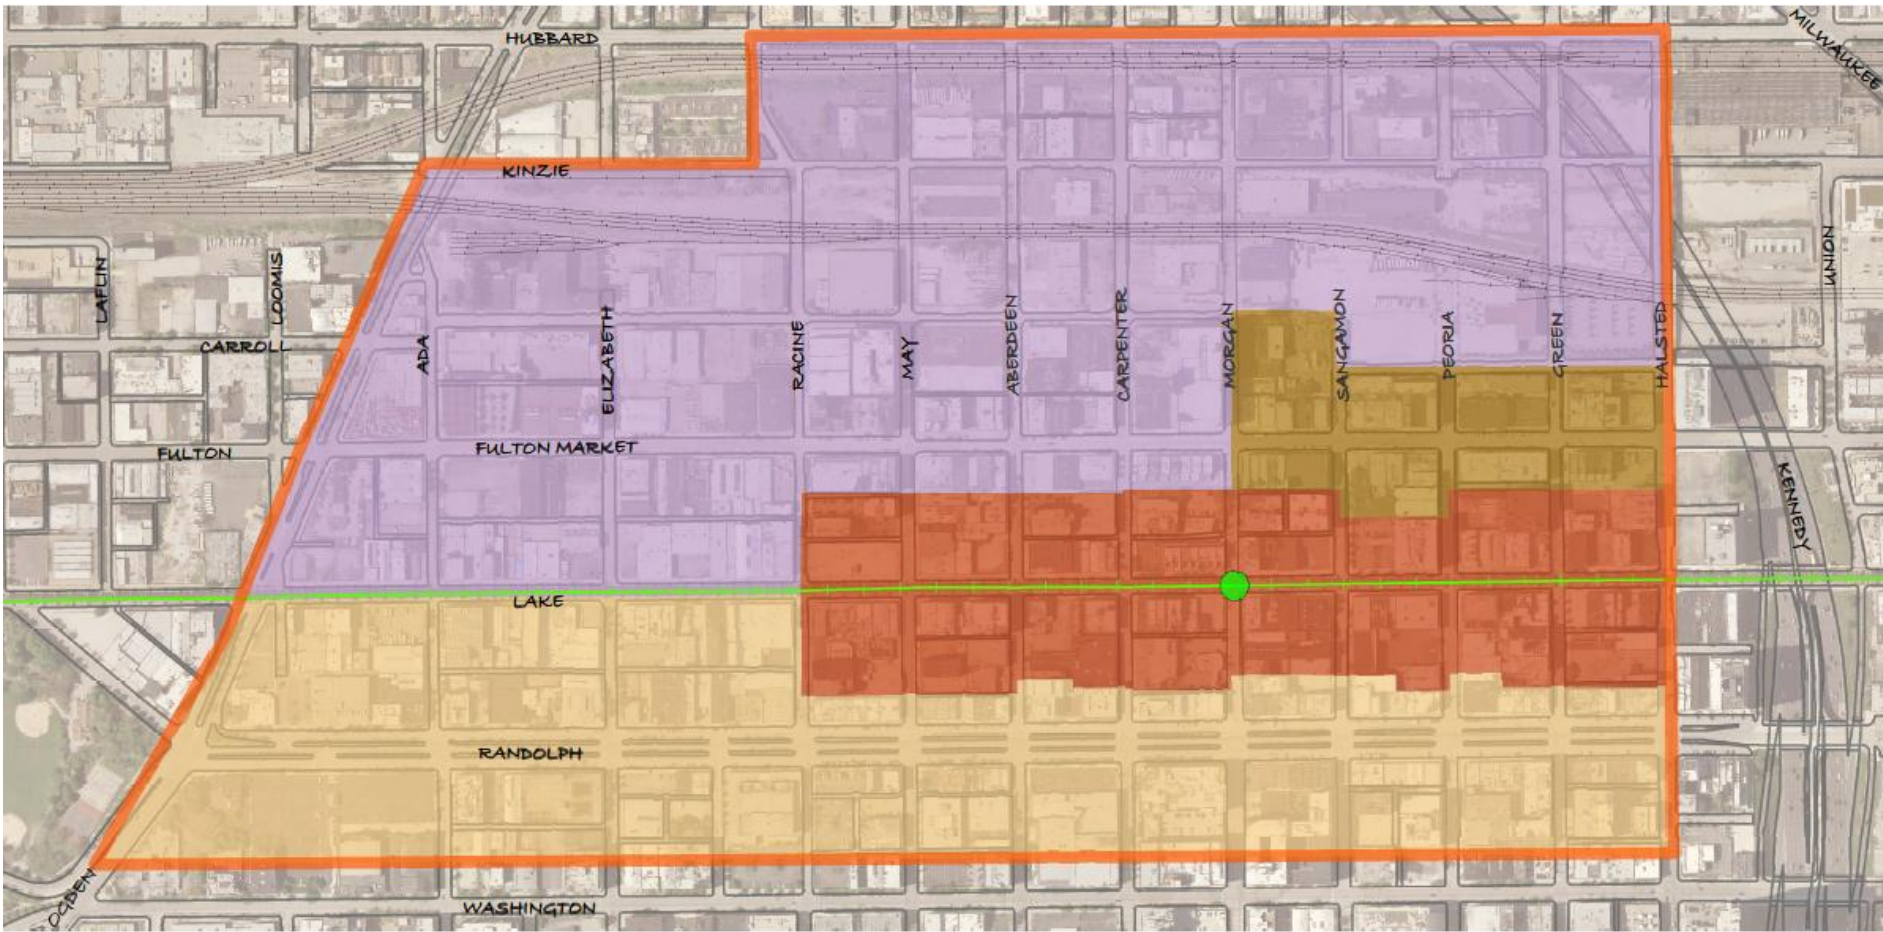 MILWAUKEE
HUBBARD
KINZIE
LAFLIN
LOOMIS
UNION
CARROLL
ADA
ELIZABETH
RACINE
MAY
ABERDEEN
CARPENTER
MORGAN
SANGAMON
PEORIA
GREEN
HALSTED
FULTON
FULTON MARKET
KENNEDY
LAKE
RANDOLPH
OGDEN
WASHINGTON